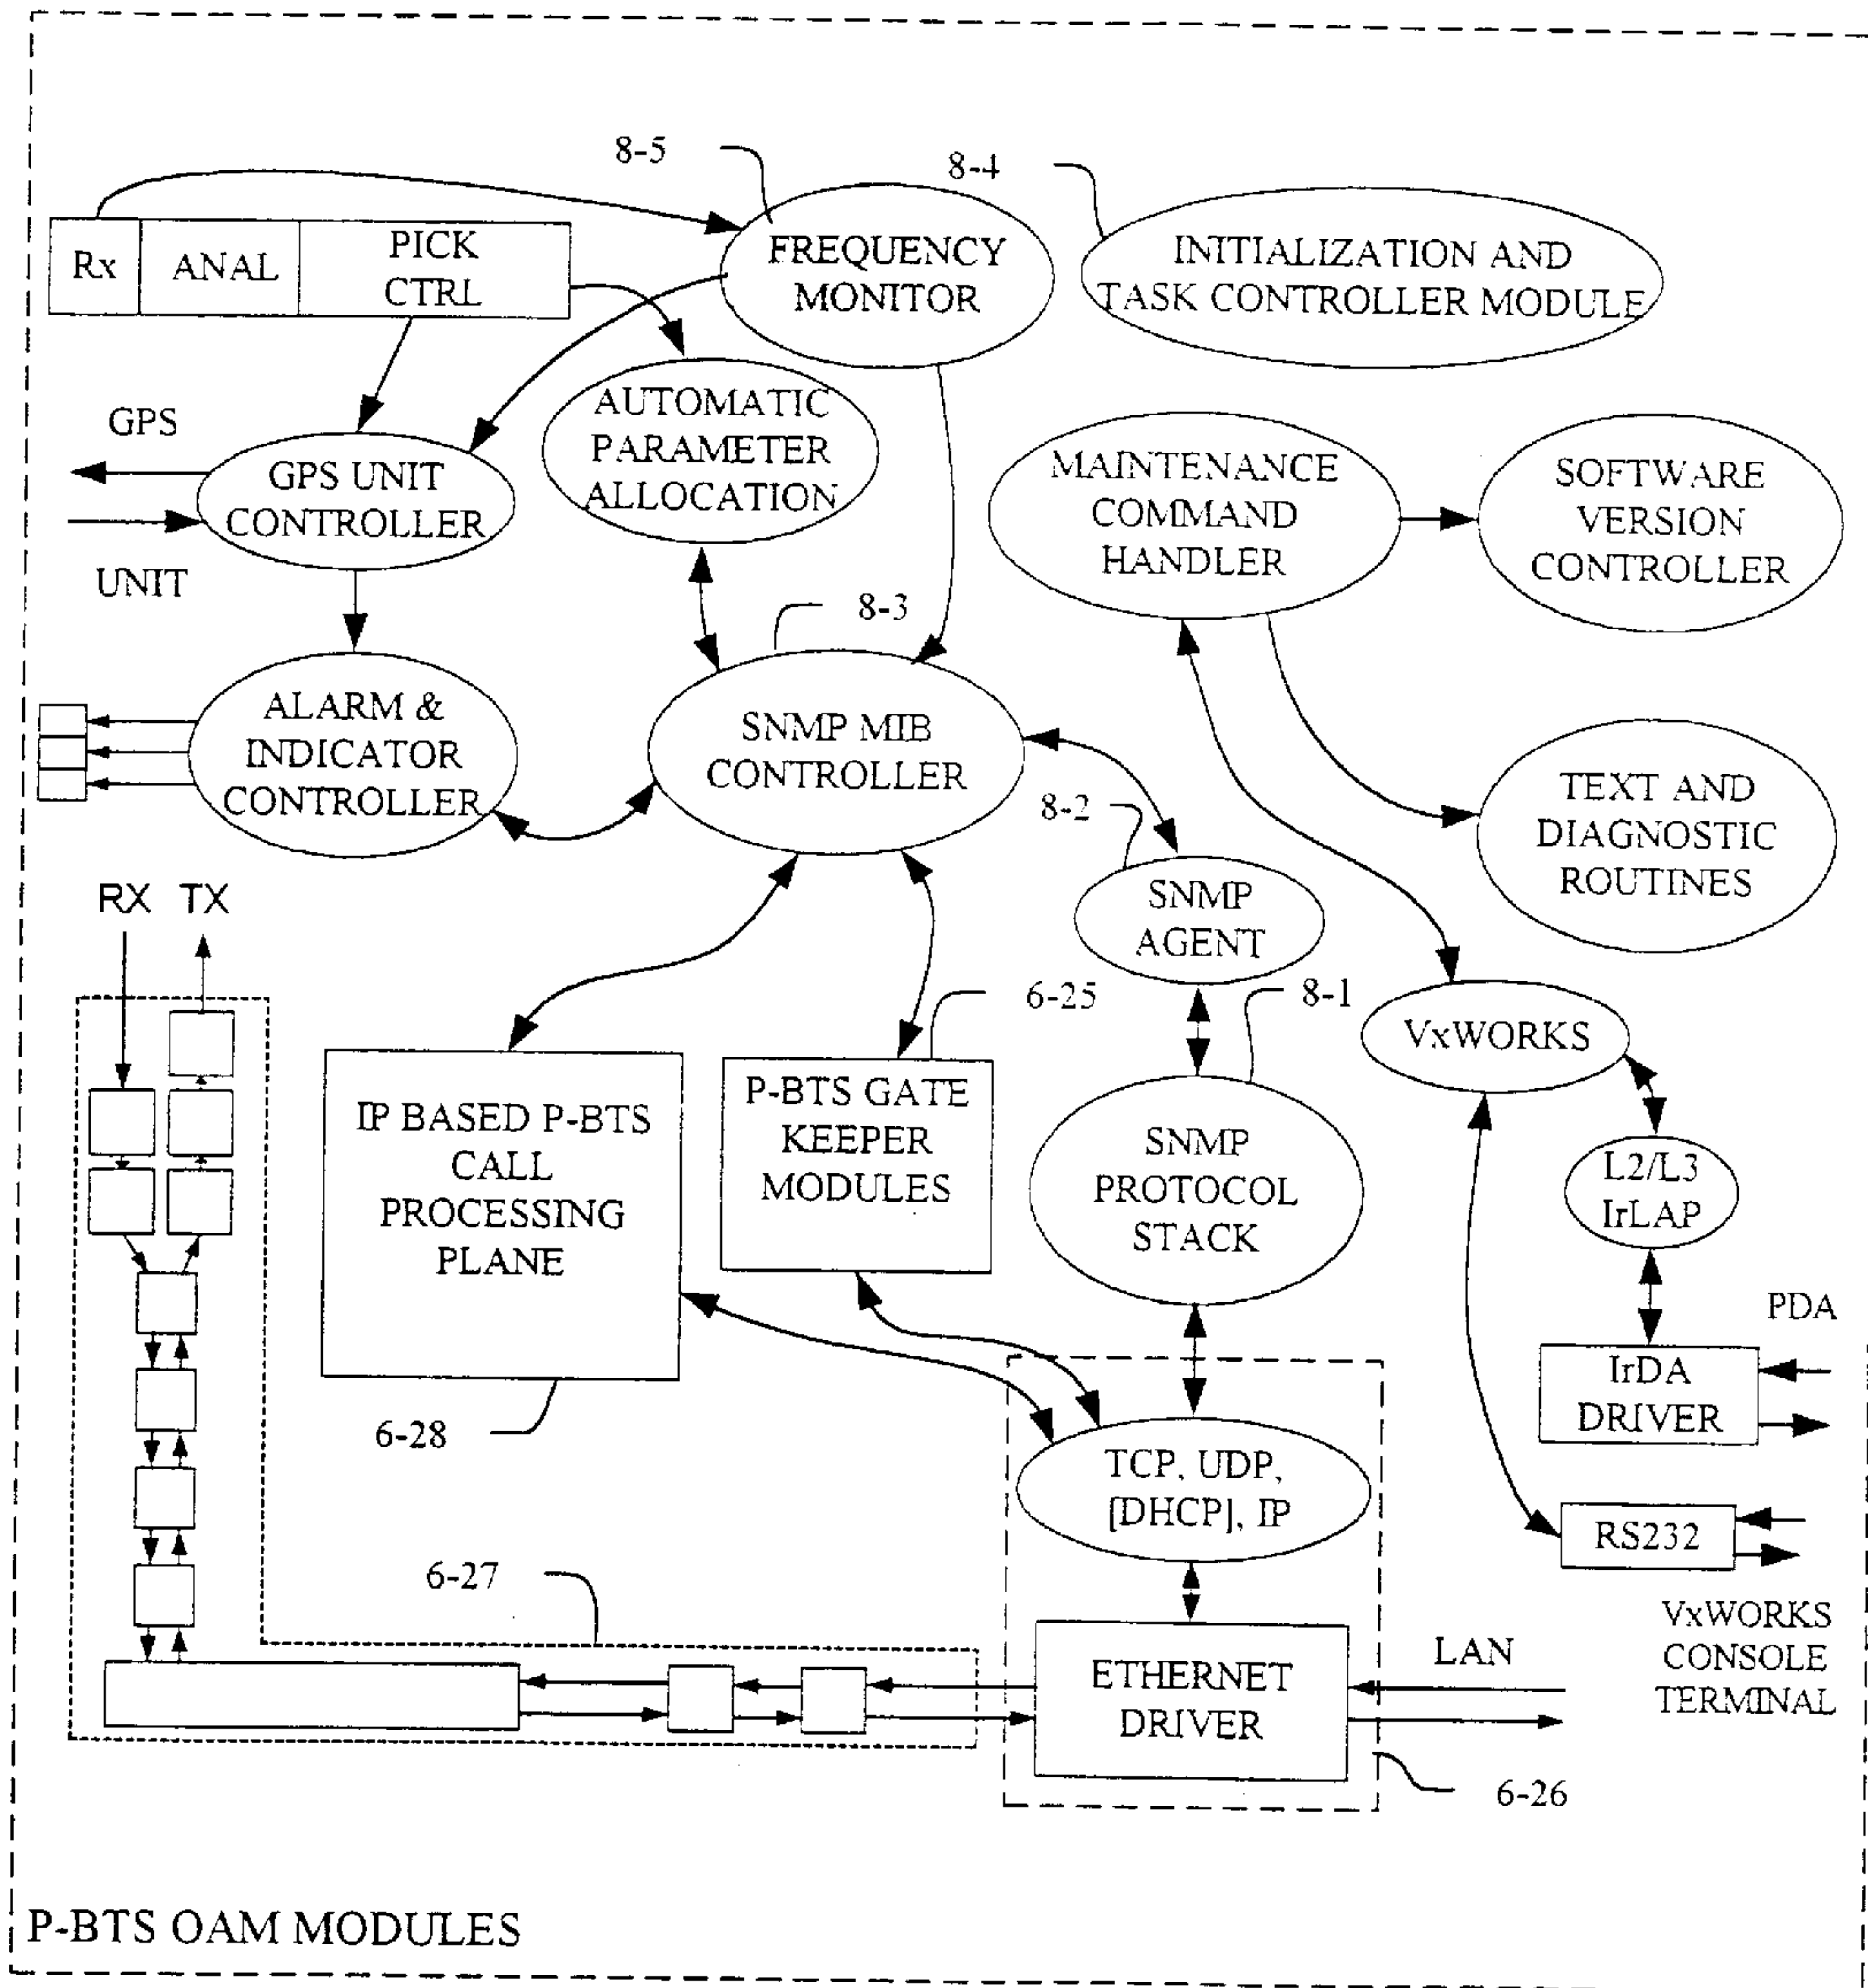 8-5
8-4
Rx
ANAL
PICK
CTRL
FREQUENCY
MONITOR
INITIALIZATION AND
TASK CONTROLLER MODULE
GPS
UNIT
GPS UNIT
CONTROLLER
AUTOMATIC
PARAMETER
ALLOCATION
MAINTENANCE
COMMAND
HANDLER
SOFTWARE
VERSION
CONTROLLER
8-3
ALARM &
INDICATOR
CONTROLLER
SNMP MIB
CONTROLLER
TEXT AND
DIAGNOSTIC
ROUTINES
8-2
SNMP
AGENT
RX TX
6-25
8-1
VxWORKS
IP BASED P-BTS
CALL
PROCESSING
PLANE
P-BTS GATE
KEEPER
MODULES
SNMP
PROTOCOL
STACK
L2/L3
IrLAP
PDA
IrDA
DRIVER
6-28
TCP, UDP,
[DHCP], IP
RS232
6-27
VxWORKS
CONSOLE
TERMINAL
ETHERNET
DRIVER
LAN
6-26
P-BTS OAM MODULES